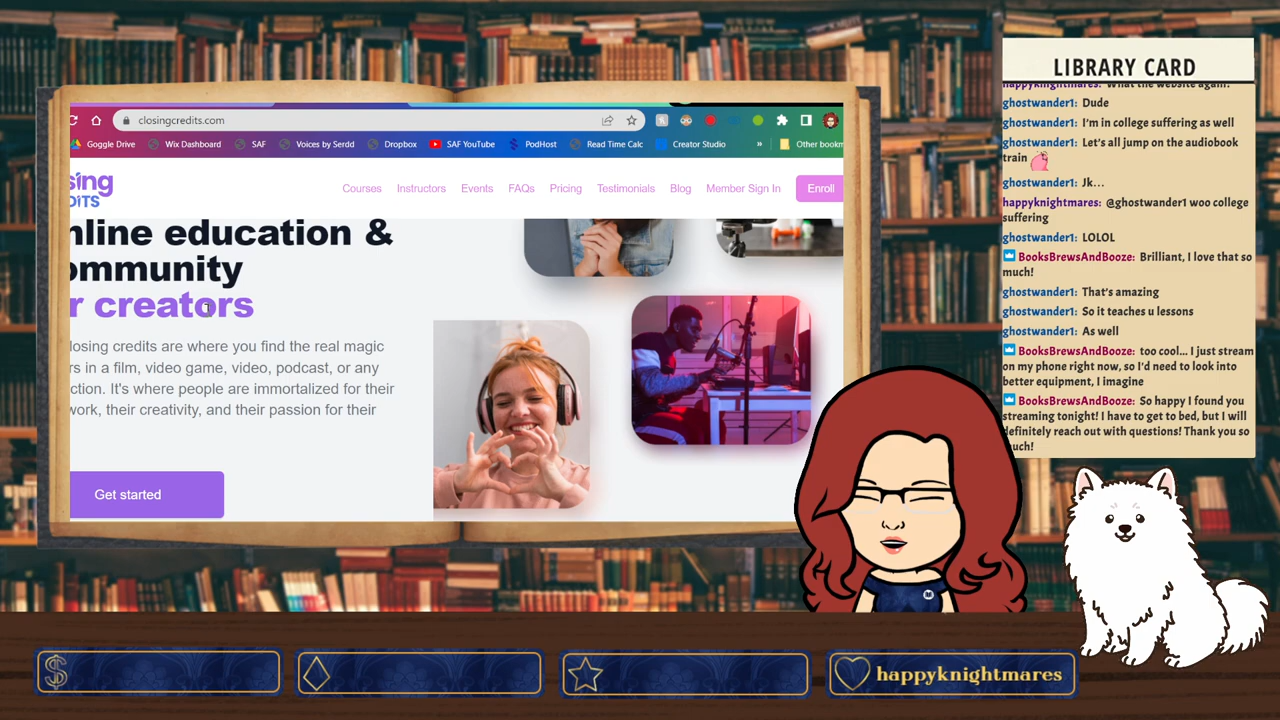 closingcredits.com
Goggle Drive
Wix Dashboard
SAF
Voices by Serdd
Dropbox
SAF YouTube
PodHost
Read Time Calc
Creator Studio
»
Other bookm
sing
DITS
Courses
Instructors
Events
FAQs
Pricing
Testimonials
Blog
Member Sign In
Enroll
nline education &
ommunity
r creators
losing credits are where you find the real magic
rs in a film, video game, video, podcast, or any
ction. It's where people are immortalized for their
work, their creativity, and their passion for their
Get started
LIBRARY CARD
happyknightmares: What the website again?
ghostwander1: Dude
ghostwander1: I'm in college suffering as well
ghostwander1: Let's all jump on the audiobook
train
ghostwander1: Jk...
happyknightmares: @ghostwander1 woo college
suffering
ghostwander1: LOLOL
BooksBrewsAndBooze: Brilliant, I love that so
much!
ghostwander1: That's amazing
ghostwander1: So it teaches u lessons
ghostwander1: As well
BooksBrewsAndBooze: too cool... I just stream
on my phone right now, so I'd need to look into
better equipment, I imagine
BooksBrewsAndBooze: So happy I found you
streaming tonight! I have to get to bed, but I will
definitely reach out with questions! Thank you so
much!
$
happyknightmares